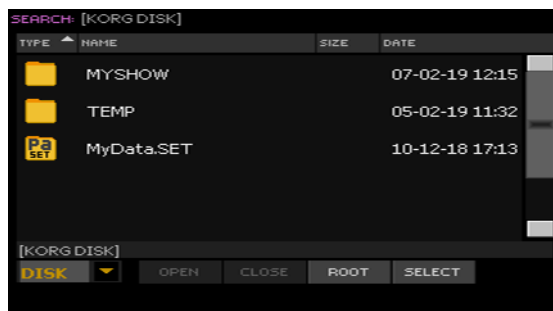 SEARCH: [KORG DISK]
TYPE NAME SIZE DATE
MYSHOW 07-02-19 12:15
TEMP 05-02-19 11:32
Pa SET MyData.SET 10-12-18 17:13
[KORG DISK]
DISK OPEN CLOSE ROOT SELECT